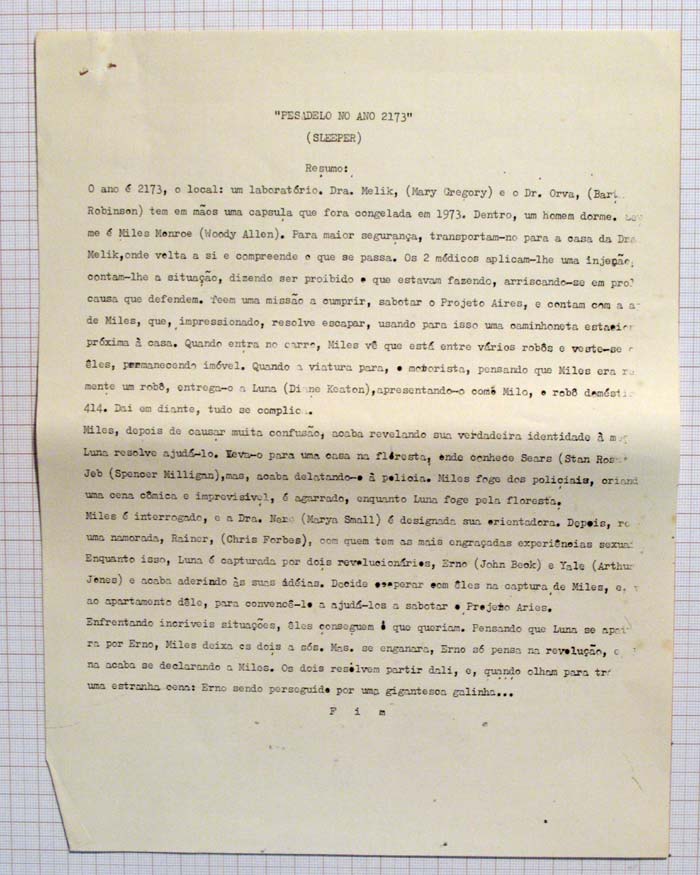 "PESADELO NO ANO 2173"
(SLEEPER)
Resumo:
O ano é 2173, o local: um laboratório. Dra. Melik, (Mary Gregory) e o Dr. Orva, (Bart
Robinson) tem em mãos uma capsula que fora congelada em 1973. Dentro, um homem dorme.
me é Miles Monroe (Woody Allen). Para maior segurança, transportam-no para a casa da Dra
Melik,onde volta a si e compreende o que se passa. Os 2 médicos aplicam-lhe uma injeção,
contam-lhe a situação, dizendo ser proibido o que estavam fazendo, arriscando-se em prol
causa que defendem. Teem uma missão a cumprir, sabotar o Projeto Aires, e contam com a a
de Miles, que, impressionado, resolve escapar, usando para isso uma caminhoneta estacion
próxima à casa. Quando entra no carro, Miles vê que está entre vários robôs e veste-se c
êles, permanecendo imóvel. Quando a viatura para, o motorista, pensando que Miles era re
mente um robô, entrega-o a Luna (Diane Keaton),apresentando-o como Milo, o robô domésti
414. Dai em diante, tudo se complica.
Miles, depois de causar muita confusão, acaba revelando sua verdadeira identidade à
Luna resolve ajudá-lo. Leva-o para uma casa na floresta, onde conhece Sears (Stan Ross
Jeb (Spencer Milligan),mas, acaba delatando-o à policia. Miles foge dos policiais, criand
uma cena cômica e imprevisivel, é agarrado, enquanto Luna foge pela floresta.
Miles é interrogado, e a Dra. Nero (Marya Small) é designada sua orientadora. Depois, re
uma namorada, Rainer, (Chris Forbes), com quem tem as mais engraçadas experiências sexua
Enquanto isso, Luna é capturada por dois revolucionários, Erno (John Beck) e Yale (Arthur
Jones) e acaba aderindo às suas idéias. Decide cooperar com êles na captura de Miles, e,
ao apartamento dêle, para convencê-lo a ajudá-los a sabotar o Projeto Aries.
Enfrentando incriveis situações, êles conseguem o que queriam. Pensando que Luna se apai
ra por Erno, Miles deixa os dois a sós. Mas. se enganara, Erno só pensa na revolução, e
na acaba se declarando a Miles. Os dois resolvem partir dali, e, quando olham para tr
uma estranha cena: Erno sendo perseguido por uma gigantesca galinha...
F i m